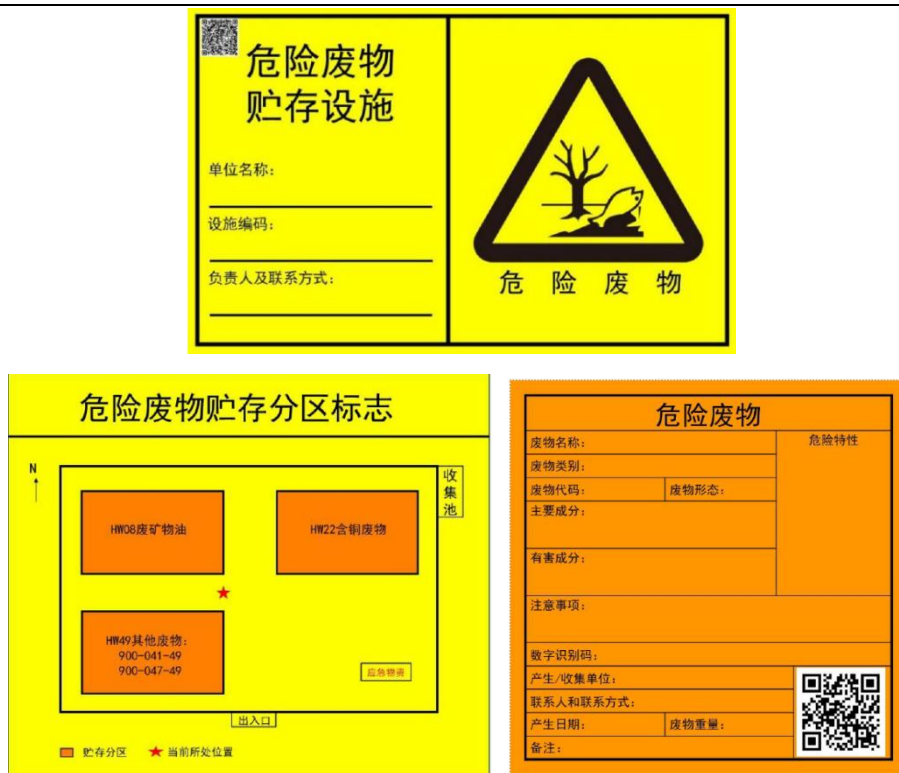 危险废物
贮存设施
单位名称：
设施编码：
负责人及联系方式：
危险废物
危险废物贮存分区标志
N
收集池
HW08废矿物油
HW22含铜废物
HW49其他废物：
900-041-49
900-047-49
应急物资
出入口
贮存分区
当前所处位置
危险废物
废物名称：
危险特性
废物类别：
废物代码：
废物形态：
主要成分：
有害成分：
注意事项：
数字识别码：
产生/收集单位：
联系人和联系方式：
产生日期：
废物重量：
备注：